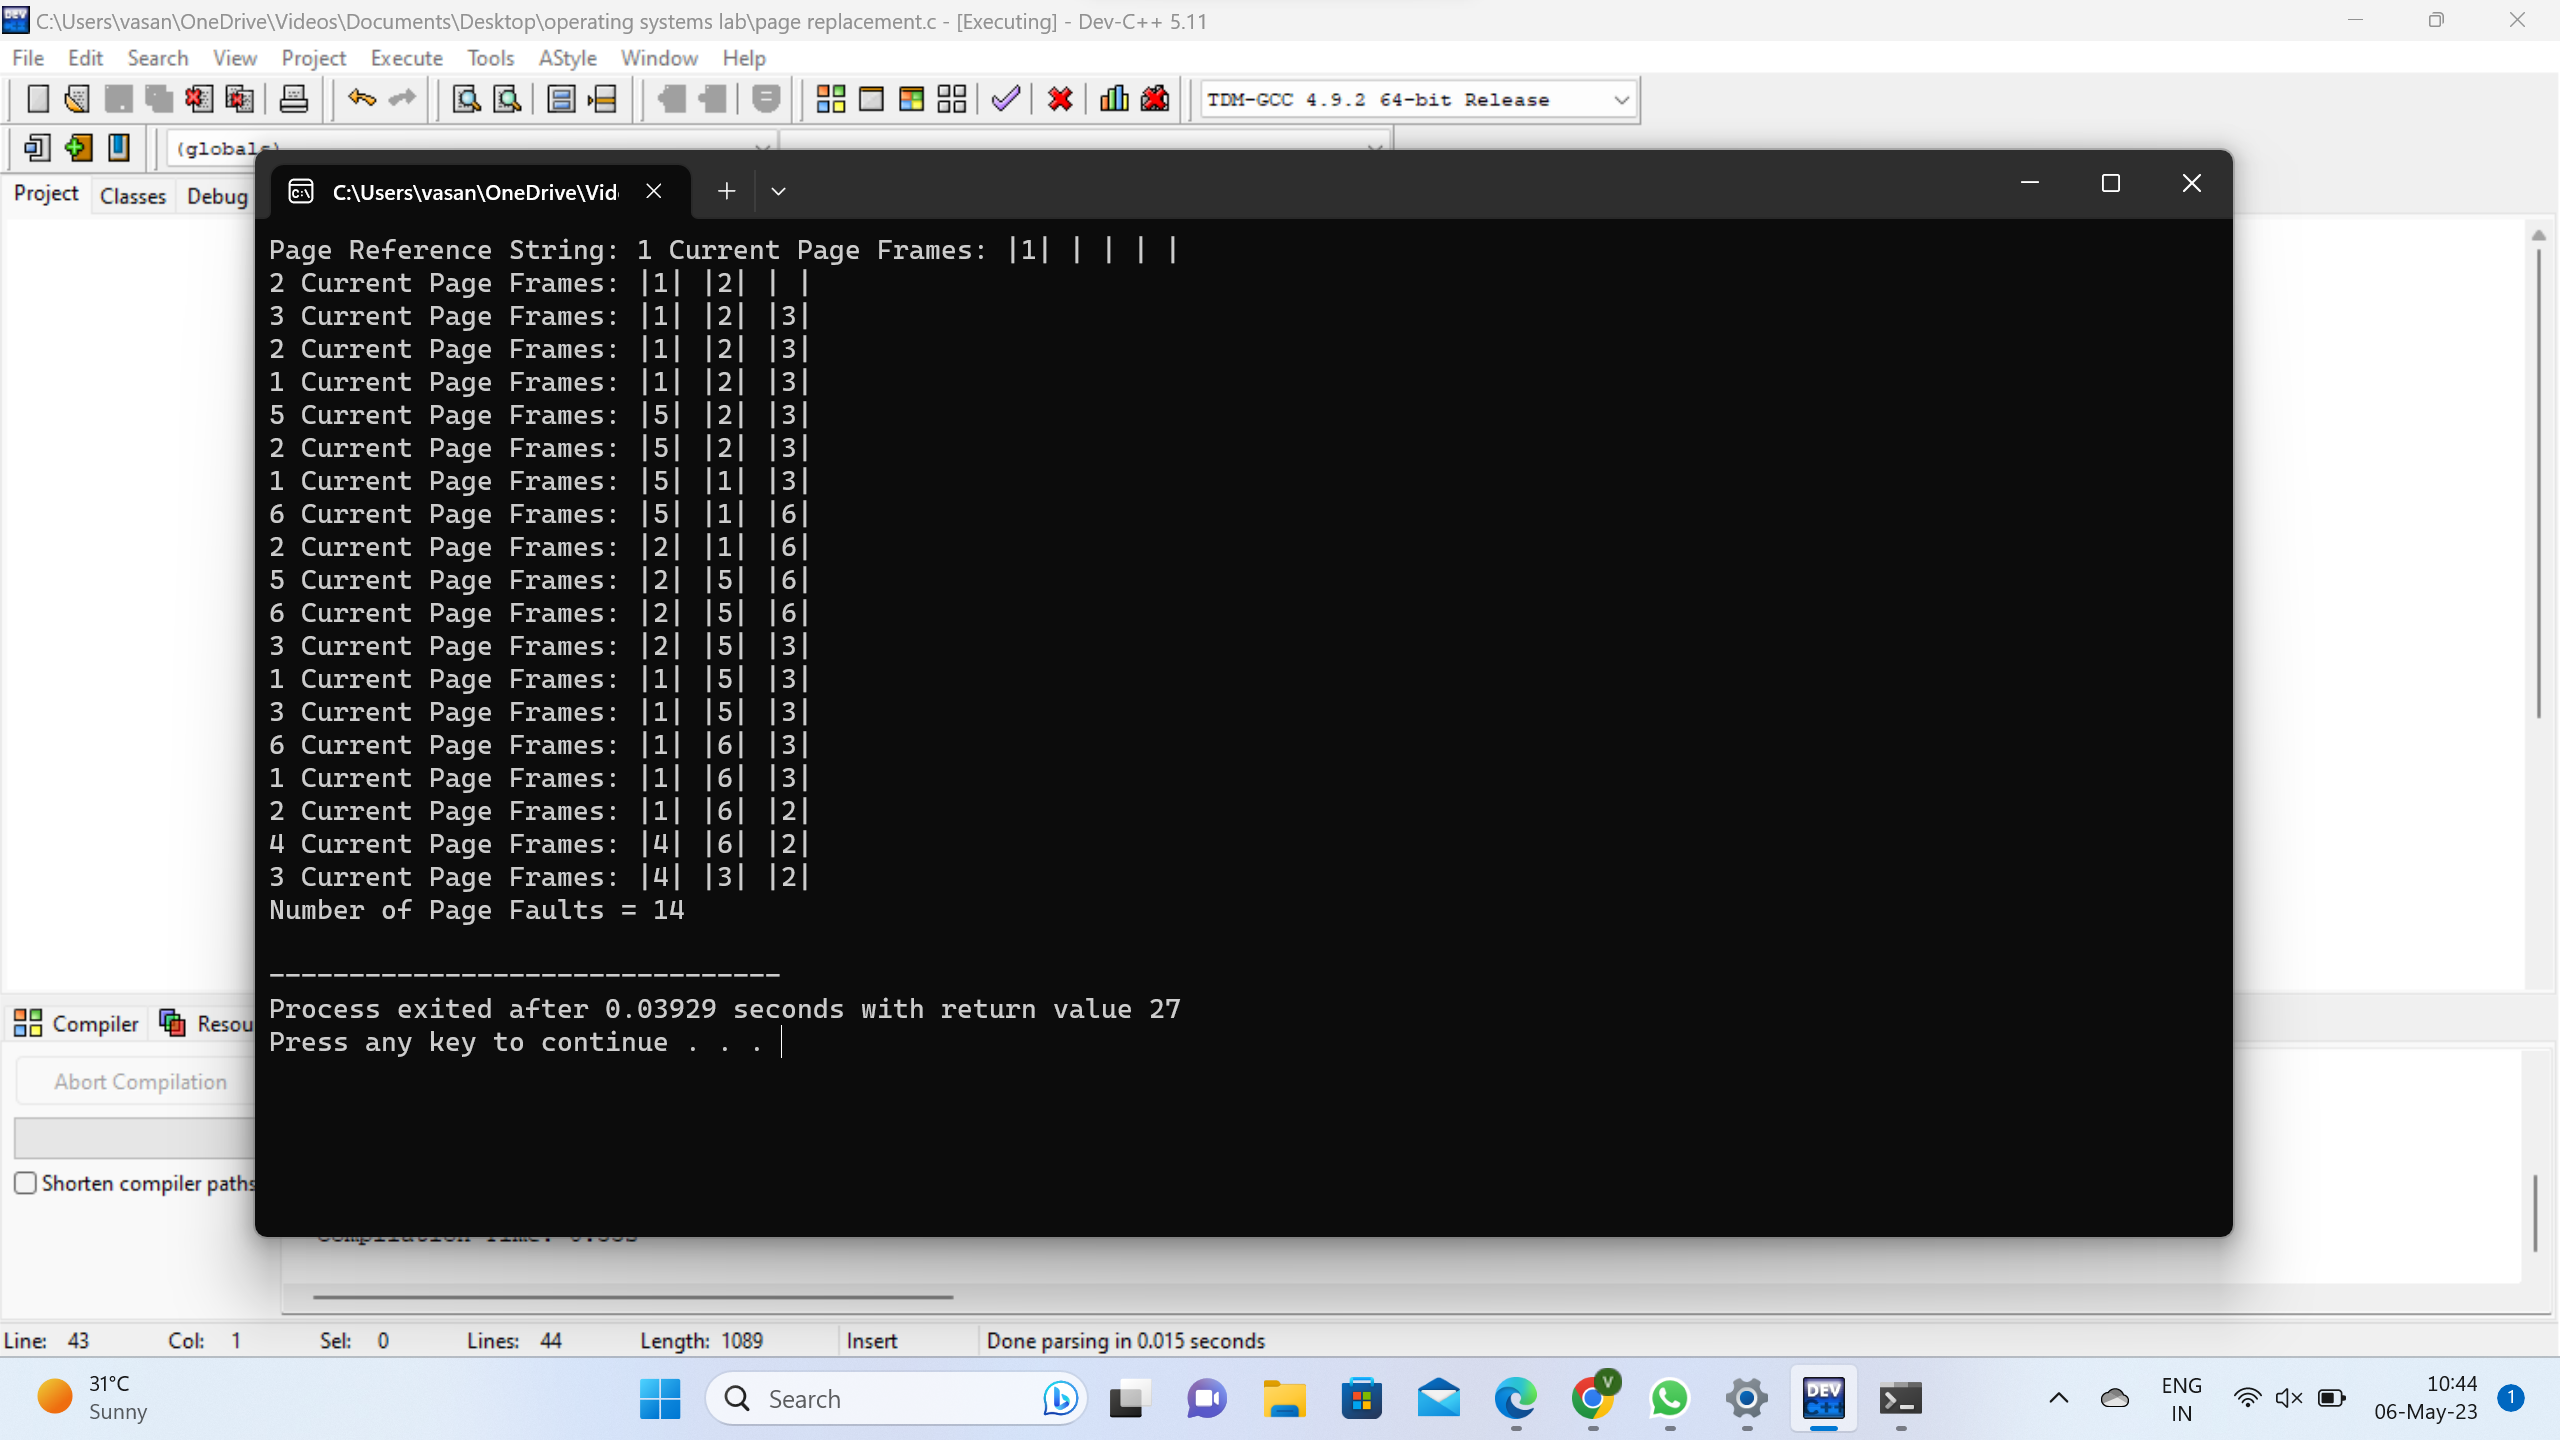 C:\Users\vasan\OneDrive\Videos\Documents\Desktop\operating systems lab\page replacement.c - [Executing] - Dev-C++ 5.11
File Edit Search View Project Execute Tools AStyle Window Help
TDM-GCC 4.9.2 64-bit Release
(globals)
Project Classes Debug
C:\Users\vasan\OneDrive\Vid
Page Reference String: 1 Current Page Frames: |1| | | | |
2 Current Page Frames: |1| |2| | |
3 Current Page Frames: |1| |2| |3|
2 Current Page Frames: |1| |2| |3|
1 Current Page Frames: |1| |2| |3|
5 Current Page Frames: |5| |2| |3|
2 Current Page Frames: |5| |2| |3|
1 Current Page Frames: |5| |1| |3|
6 Current Page Frames: |5| |1| |6|
2 Current Page Frames: |2| |1| |6|
5 Current Page Frames: |2| |5| |6|
6 Current Page Frames: |2| |5| |6|
3 Current Page Frames: |2| |5| |3|
1 Current Page Frames: |1| |5| |3|
3 Current Page Frames: |1| |5| |3|
6 Current Page Frames: |1| |6| |3|
1 Current Page Frames: |1| |6| |3|
2 Current Page Frames: |1| |6| |2|
4 Current Page Frames: |4| |6| |2|
3 Current Page Frames: |4| |3| |2|
Number of Page Faults = 14
--------------------------------
Process exited after 0.03929 seconds with return value 27
Press any key to continue . . .
Compiler Resou
Abort Compilation
Shorten compiler paths
Line: 43 Col: 1 Sel: 0 Lines: 44 Length: 1089 Insert Done parsing in 0.015 seconds
31°C
Sunny
Search
DEV C++
V
ENG
IN
10:44
06-May-23
1